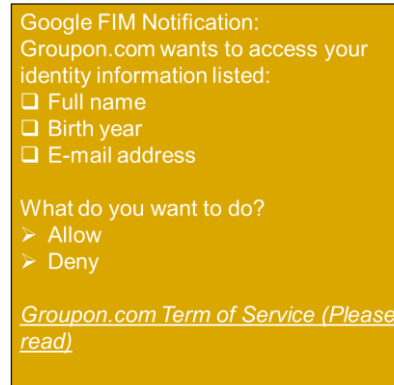 Google FIM Notification:
Groupon.com wants to access your
identity information listed:
❑ Full name
❑ Birth year
❑ E-mail address
What do you want to do?
➢ Allow
➢ Deny
Groupon.com Term of Service (Please
read)